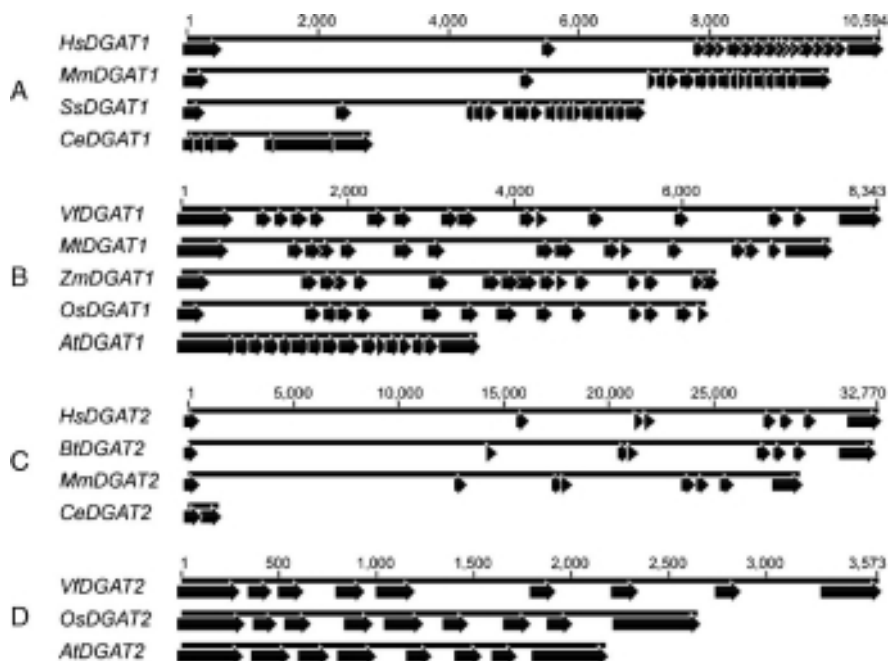 1 2,000 4,000 6,000 8,000 10,594
HsDGAT1
MmDGAT1
A
SsDGAT1
CeDGAT1
1 2,000 4,000 6,000 8,343
VfDGAT1
MtDGAT1
B
ZmDGAT1
OsDGAT1
AtDGAT1
1 5,000 10,000 15,000 20,000 25,000 32,770
HsDGAT2
BtDGAT2
C
MmDGAT2
CeDGAT2
1 500 1,000 1,500 2,000 2,500 3,000 3,573
VfDGAT2
D OsDGAT2
AtDGAT2